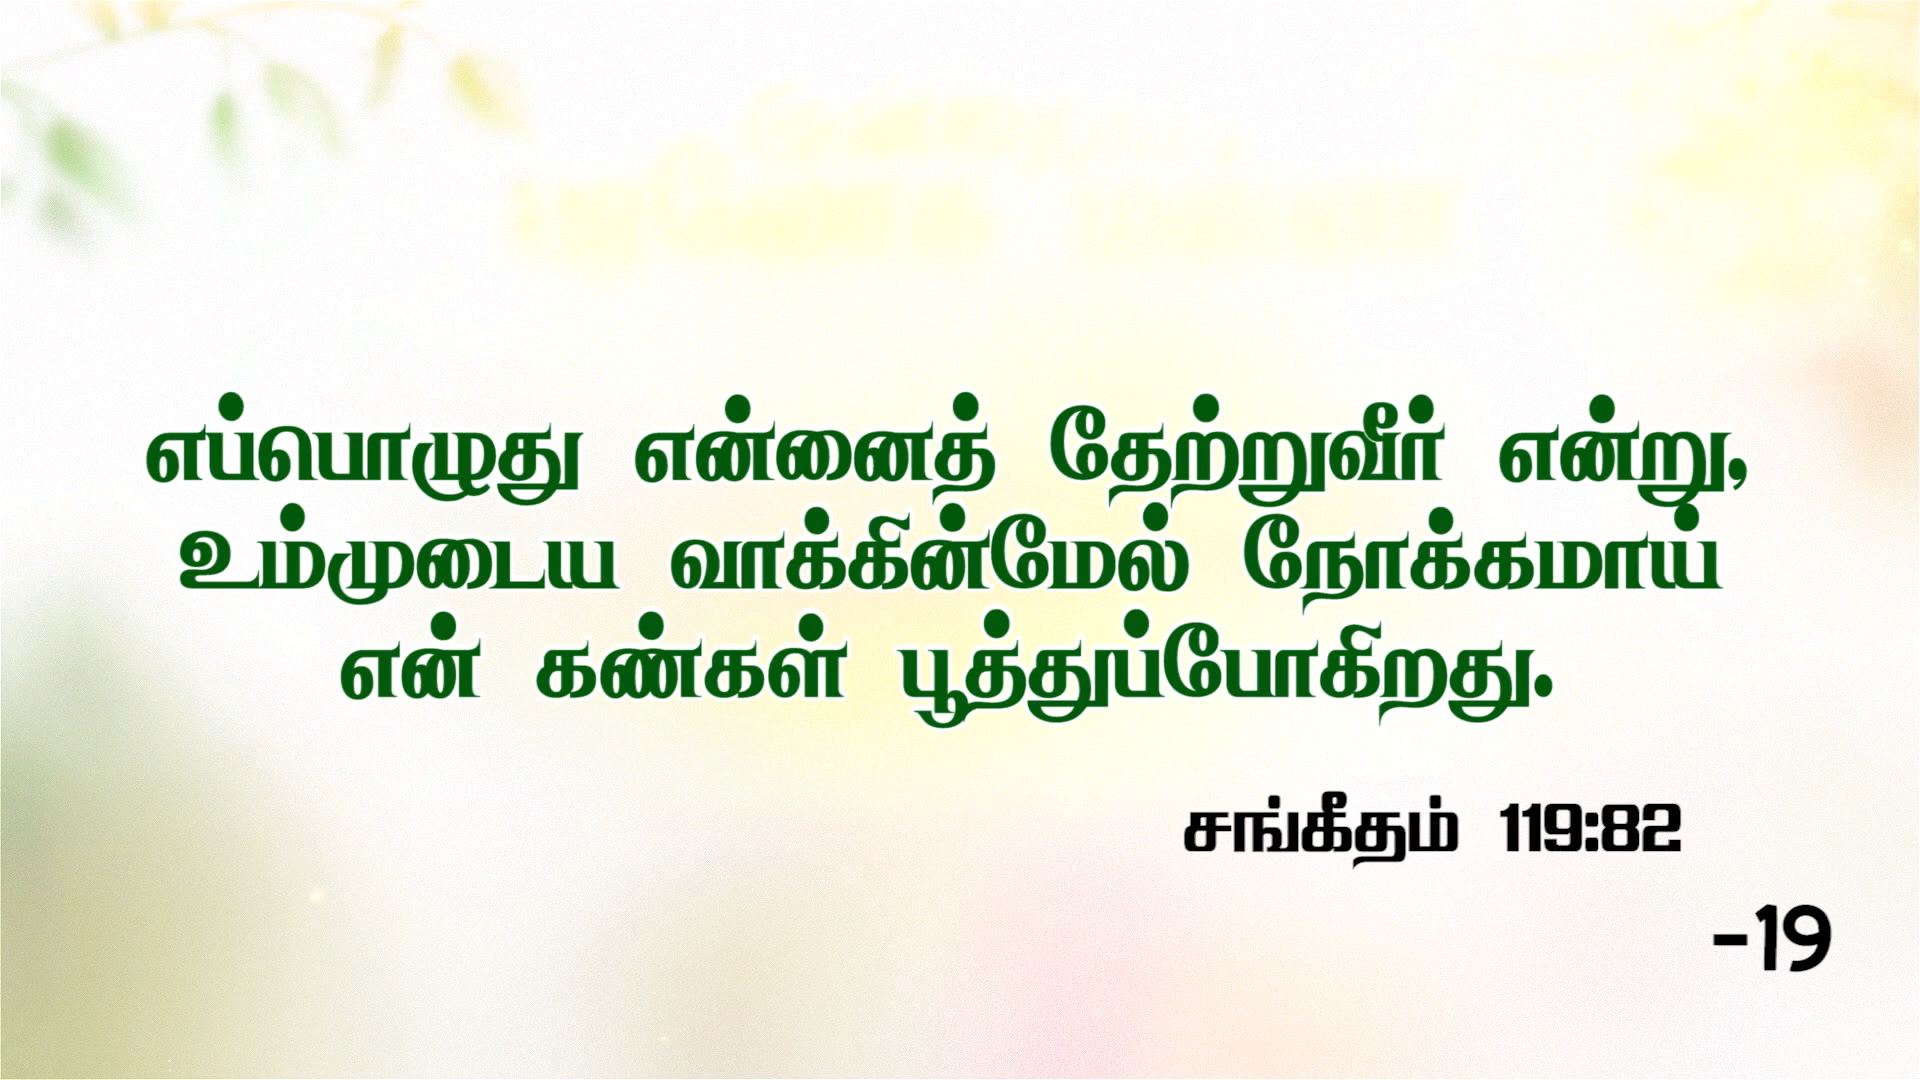 எப்பொழுது என்னைத் தேற்றுவீர் என்று,
உம்முடைய வாக்கின்மேல் நோக்கமாய்
என் கண்கள் பூத்துப்போகிறது.
சங்கீதம் 119:82
-19